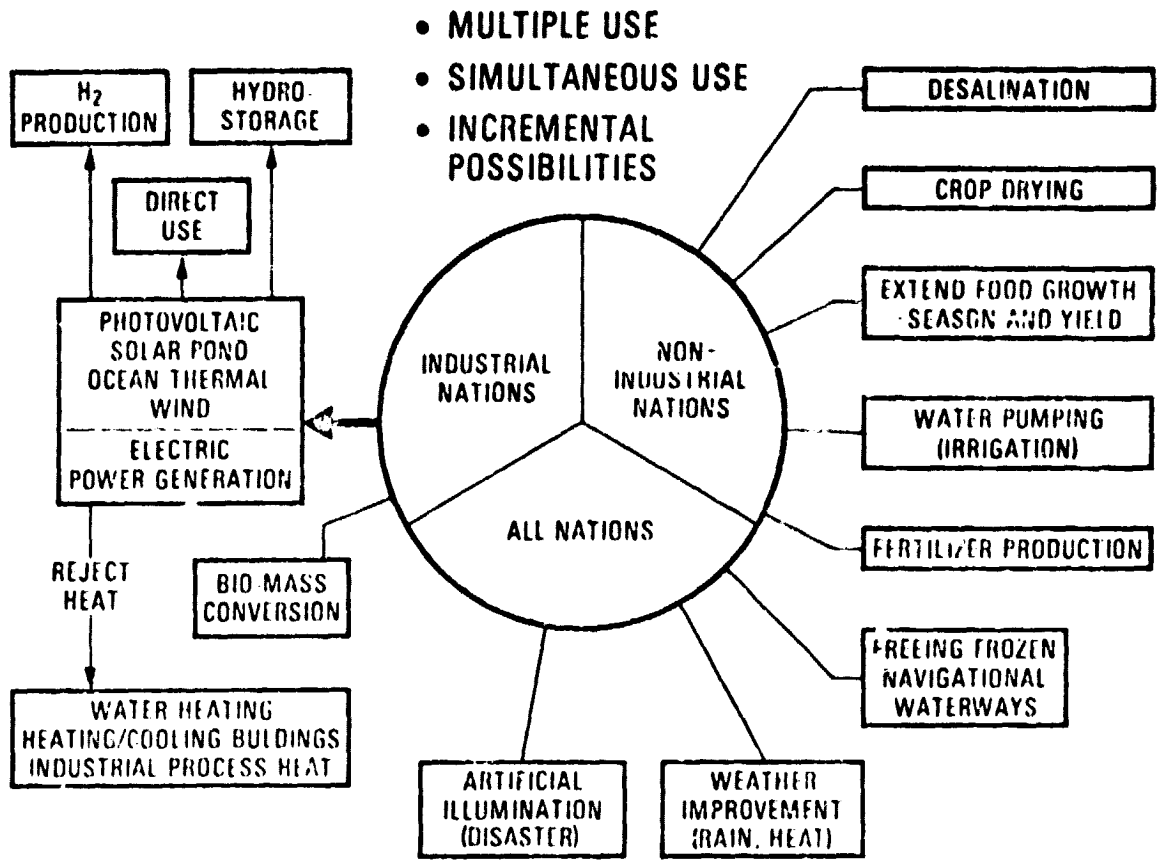 • MULTIPLE USE
• SIMULTANEOUS USE
• INCREMENTAL
POSSIBILITIES
H2
PRODUCTION
HYDRO-
STORAGE
DIRECT
USE
PHOTOVOLTAIC
SOLAR POND
OCEAN THERMAL
WIND
ELECTRIC
POWER GENERATION
REJECT
HEAT
WATER HEATING
HEATING/COOLING BULDINGS
INDUSTRIAL PROCESS HEAT
BIO-MASS
CONVERSION
INDUSTRIAL
NATIONS
NON-
INDUSTRIAL
NATIONS
ALL NATIONS
DESALINATION
CROP DRYING
EXTEND FOOD GROWTH
SEASON AND YIELD
WATER PUMPING
(IRRIGATION)
FERTILIZER PRODUCTION
FREEING FROZEN
NAVIGATIONAL
WATERWAYS
ARTIFICIAL
ILLUMINATION
(DISASTER)
WEATHER
IMPROVEMENT
(RAIN, HEAT)